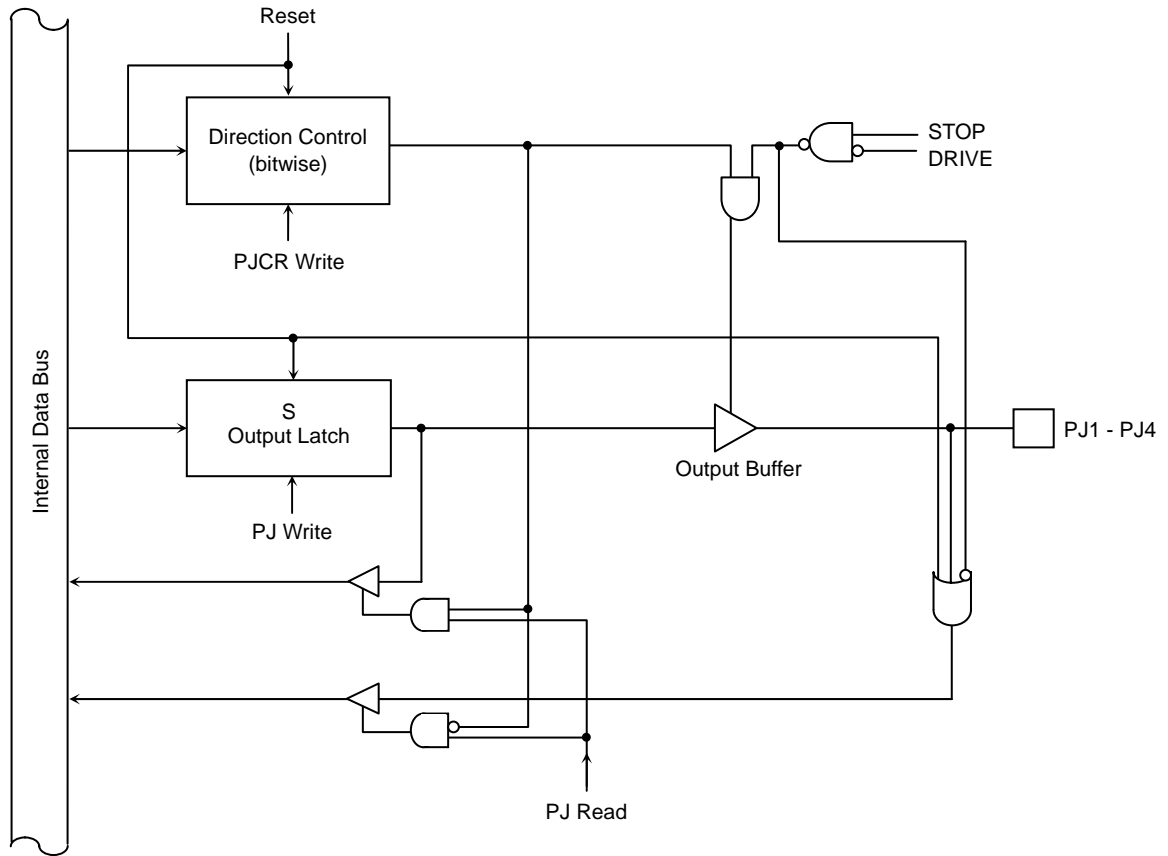 Reset
Direction Control
(bitwise)
STOP
DRIVE
PJCR Write
Internal Data Bus
S
Output Latch
Output Buffer
PJ1 - PJ4
PJ Write
PJ Read